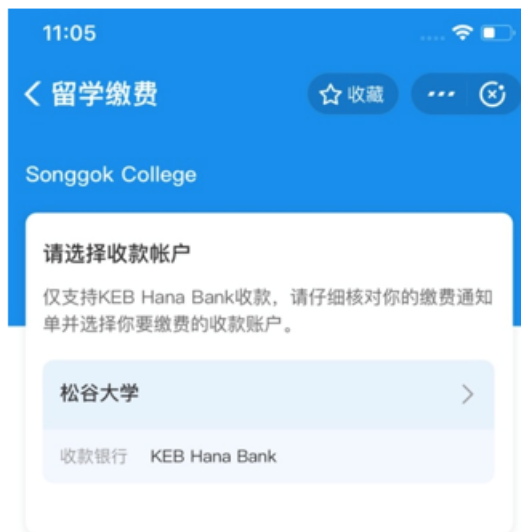 11:05
留学缴费
收藏
Songgok College
请选择收款帐户
仅支持KEB Hana Bank收款，请仔细核对你的缴费通知
单并选择你要缴费的收款账户。
松谷大学
收款银行 KEB Hana Bank